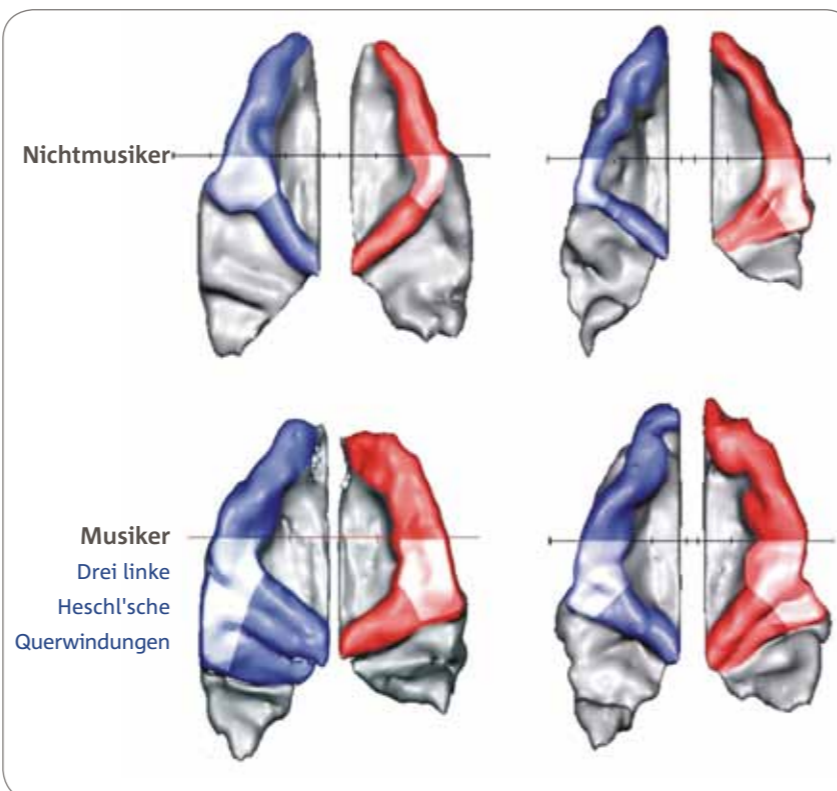 Nichtmusiker
Musiker
Drei linke
Heschl'sche
Querwindungen